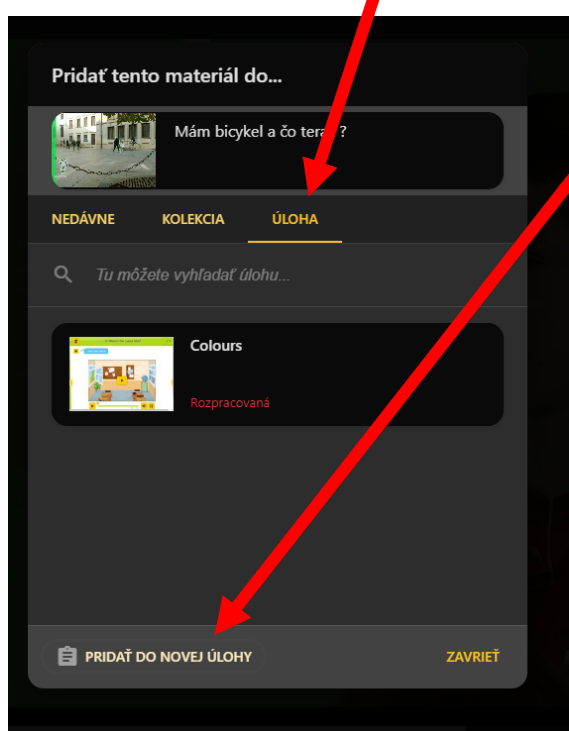 Pridať tento materiál do...
Mám bicykel a čo teraz ?
NEDÁVNE KOLEKCIA ÚLOHA
Tu môžete vyhľadať úlohu...
Colours
Rozpracovaná
PRIDAŤ DO NOVEJ ÚLOHY ZAVRIEŤ